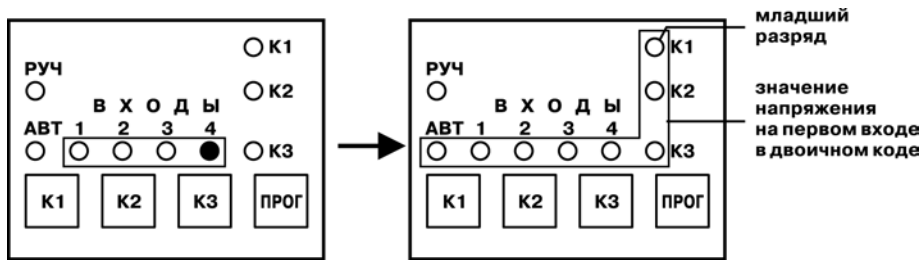 К1
РУЧ
К2
В Х О Д Ы
АВТ 1 2 3 4
К3
К1 К2 К3 ПРОГ
К1
РУЧ
К2
В Х О Д Ы
АВТ 1 2 3 4
К3
К1 К2 К3 ПРОГ
младший
разряд
значение
напряжения
на первом входе
в двоичном коде